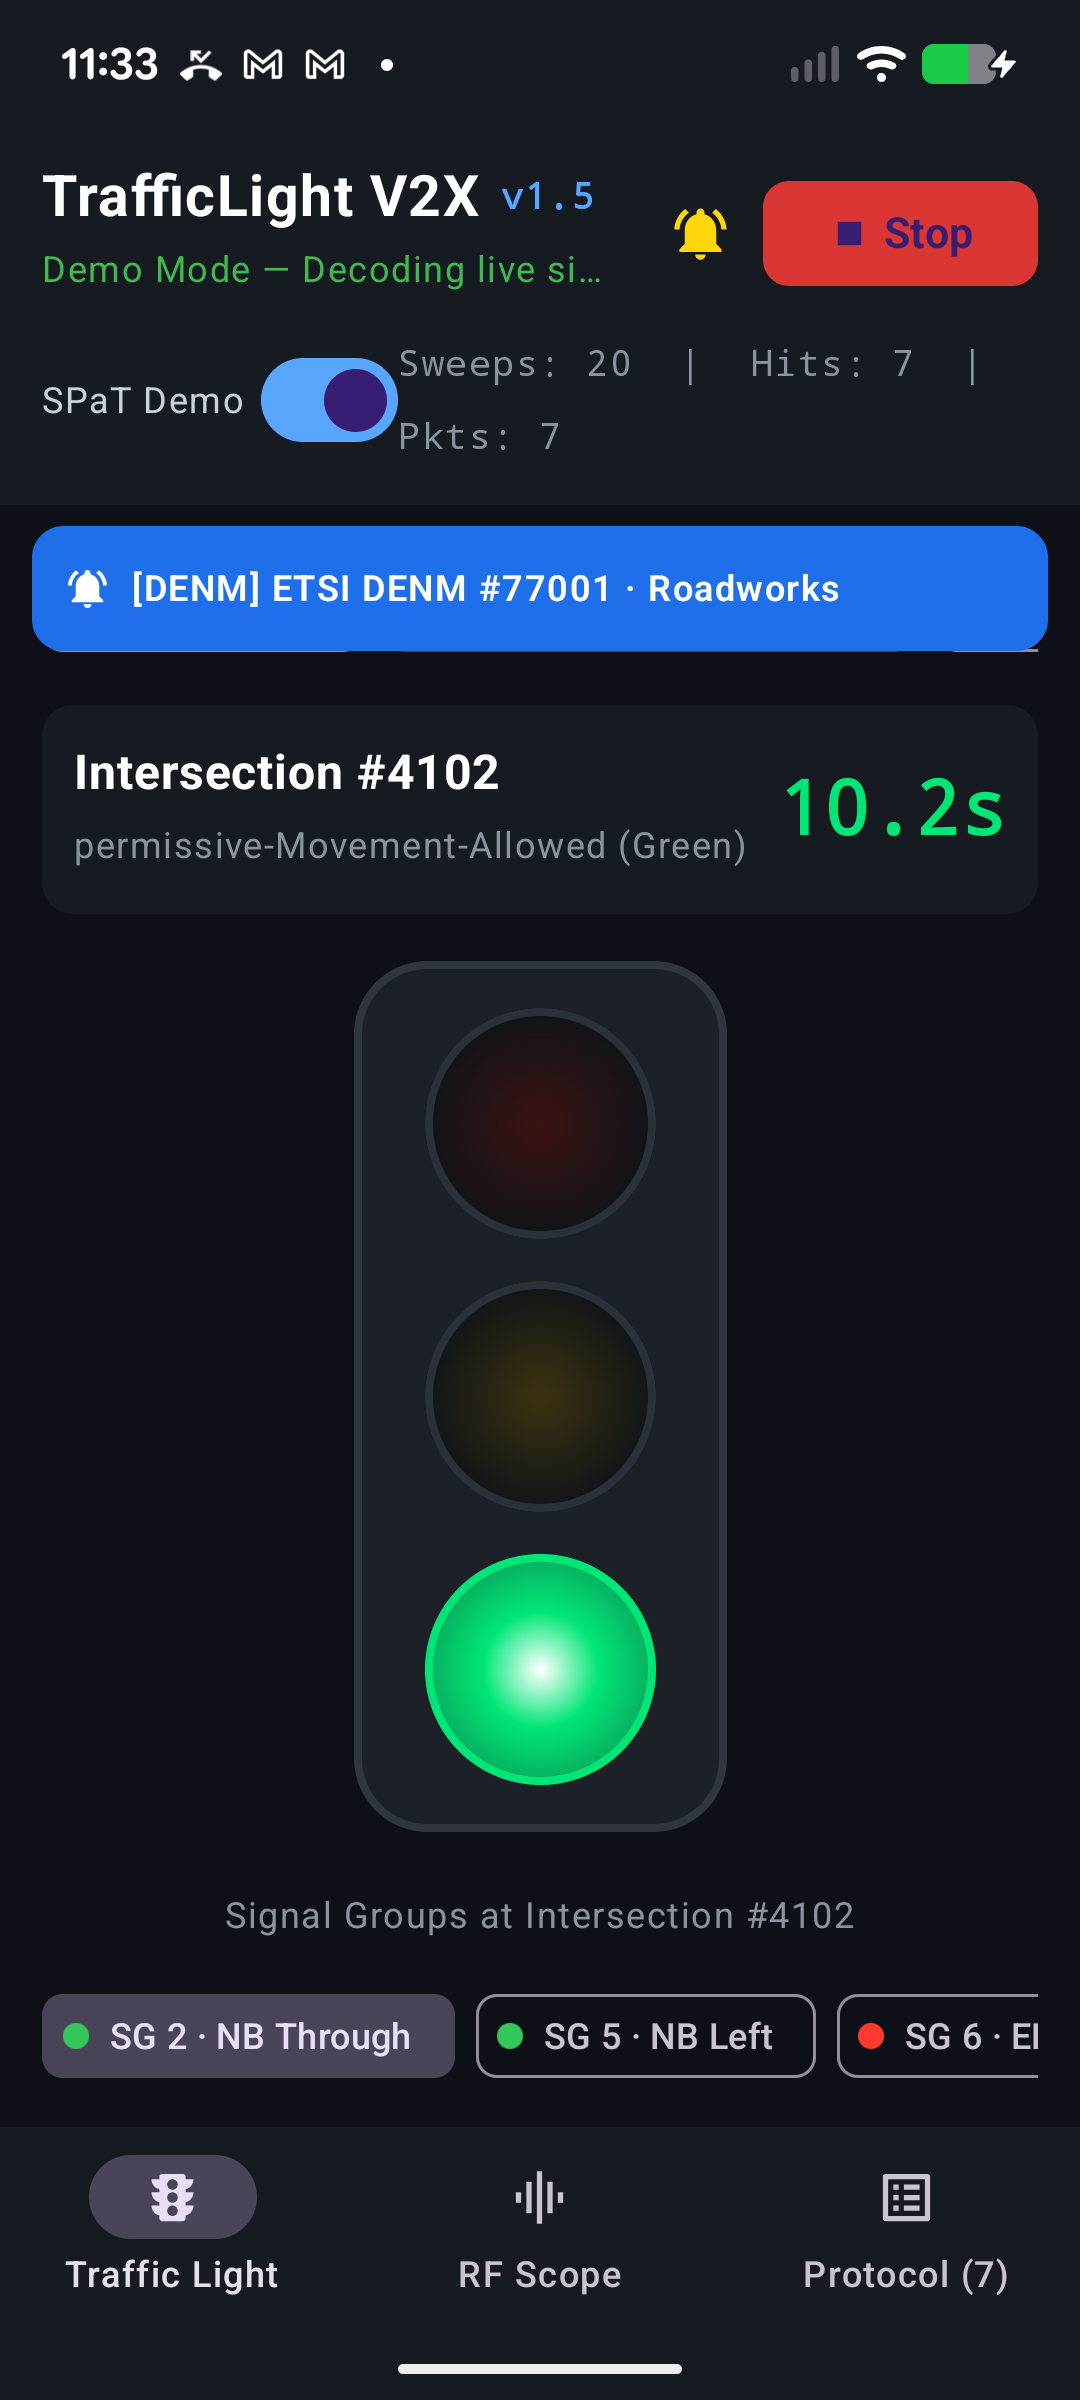 11:33
TrafficLight V2X v1.5
Demo Mode — Decoding live si…
Stop
SPaT Demo
Sweeps: 20 | Hits: 7 |
Pkts: 7
[DENM] ETSI DENM #77001 · Roadworks
Intersection #4102
permissive-Movement-Allowed (Green)
10.2s
Signal Groups at Intersection #4102
SG 2 · NB Through
SG 5 · NB Left
SG 6 ·
Traffic Light
RF Scope
Protocol (7)